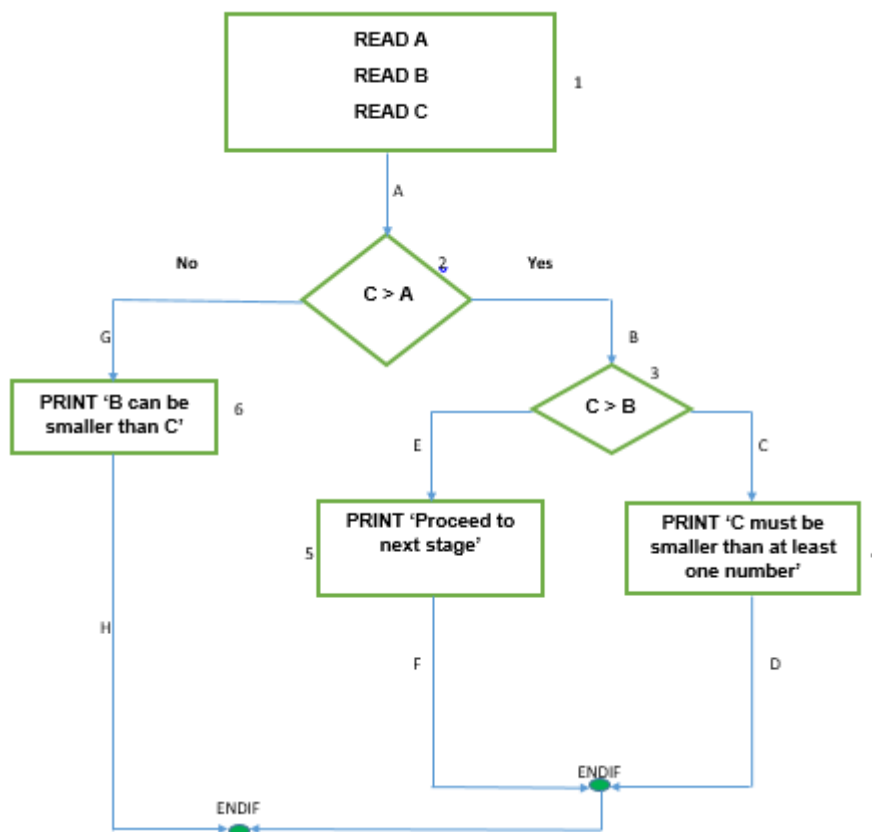 READ A
READ B
READ C
1
A
No
2
Yes
C > A
G
B
3
PRINT ‘B can be
smaller than C’
6
C > B
E
C
PRINT ‘Proceed to
next stage’
5
PRINT ‘C must be
smaller than at least
one number’
H
F
D
ENDIF
ENDIF